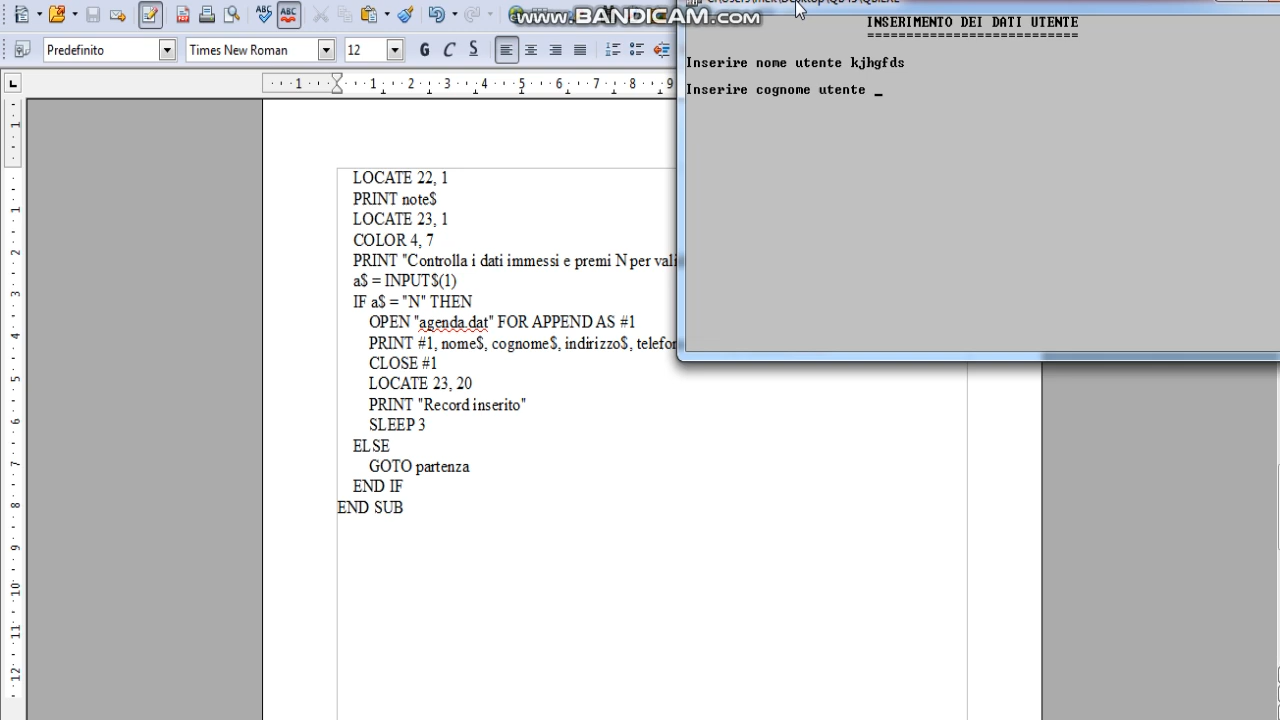 www.BANDICAM.com
Predefinito
Times New Roman
12
G C S
LOCATE 22, 1
PRINT note$
LOCATE 23, 1
COLOR 4, 7
PRINT "Controlla i dati immessi e premi N per vali
a$ = INPUT$(1)
IF a$ = "N" THEN
OPEN "agenda.dat" FOR APPEND AS #1
PRINT #1, nome$, cognome$, indirizzo$, telefor
CLOSE #1
LOCATE 23, 20
PRINT "Record inserito"
SLEEP 3
ELSE
GOTO partenza
END IF
END SUB
INSERIMENTO DEI DATI UTENTE
===========================
Inserire nome utente kjhgfds
Inserire cognome utente _